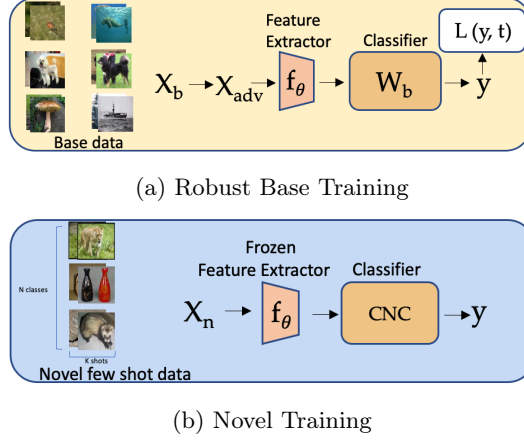 Feature
Extractor
Classifier
L (y, t)
X_b
X_adv
f_θ
W_b
y
Base data
(a) Robust Base Training
N classes
K shots
Novel few shot data
Frozen
Feature Extractor
Classifier
X_n
f_θ
CNC
y
(b) Novel Training